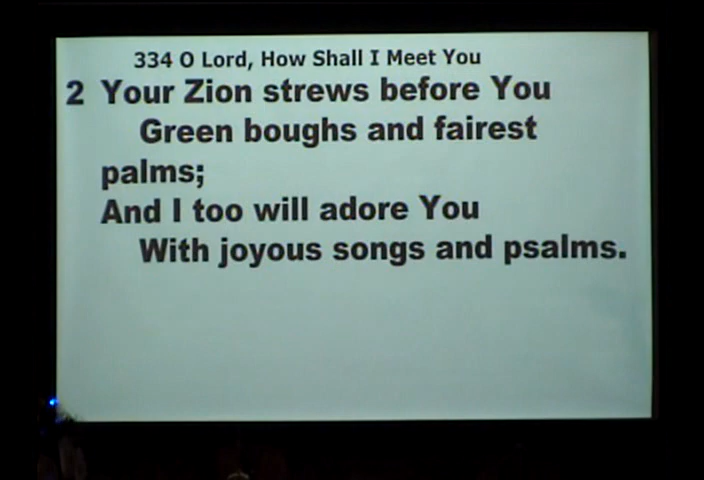 334 O Lord, How Shall I Meet You
2 Your Zion strews before You
Green boughs and fairest
palms;
And I too will adore You
With joyous songs and psalms.